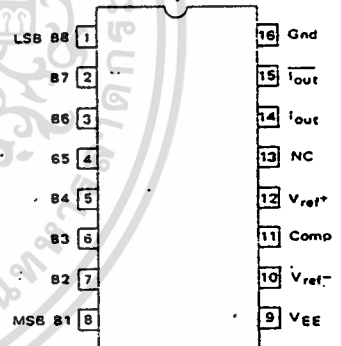 LSB B8 1
B7 2
B6 3
B5 4
B4 5
B3 6
B2 7
MSB B1 8
16 Gnd
15 Iout
14 Iout
13 NC
12 Vref+
11 Comp
10 Vref-
9 VEE